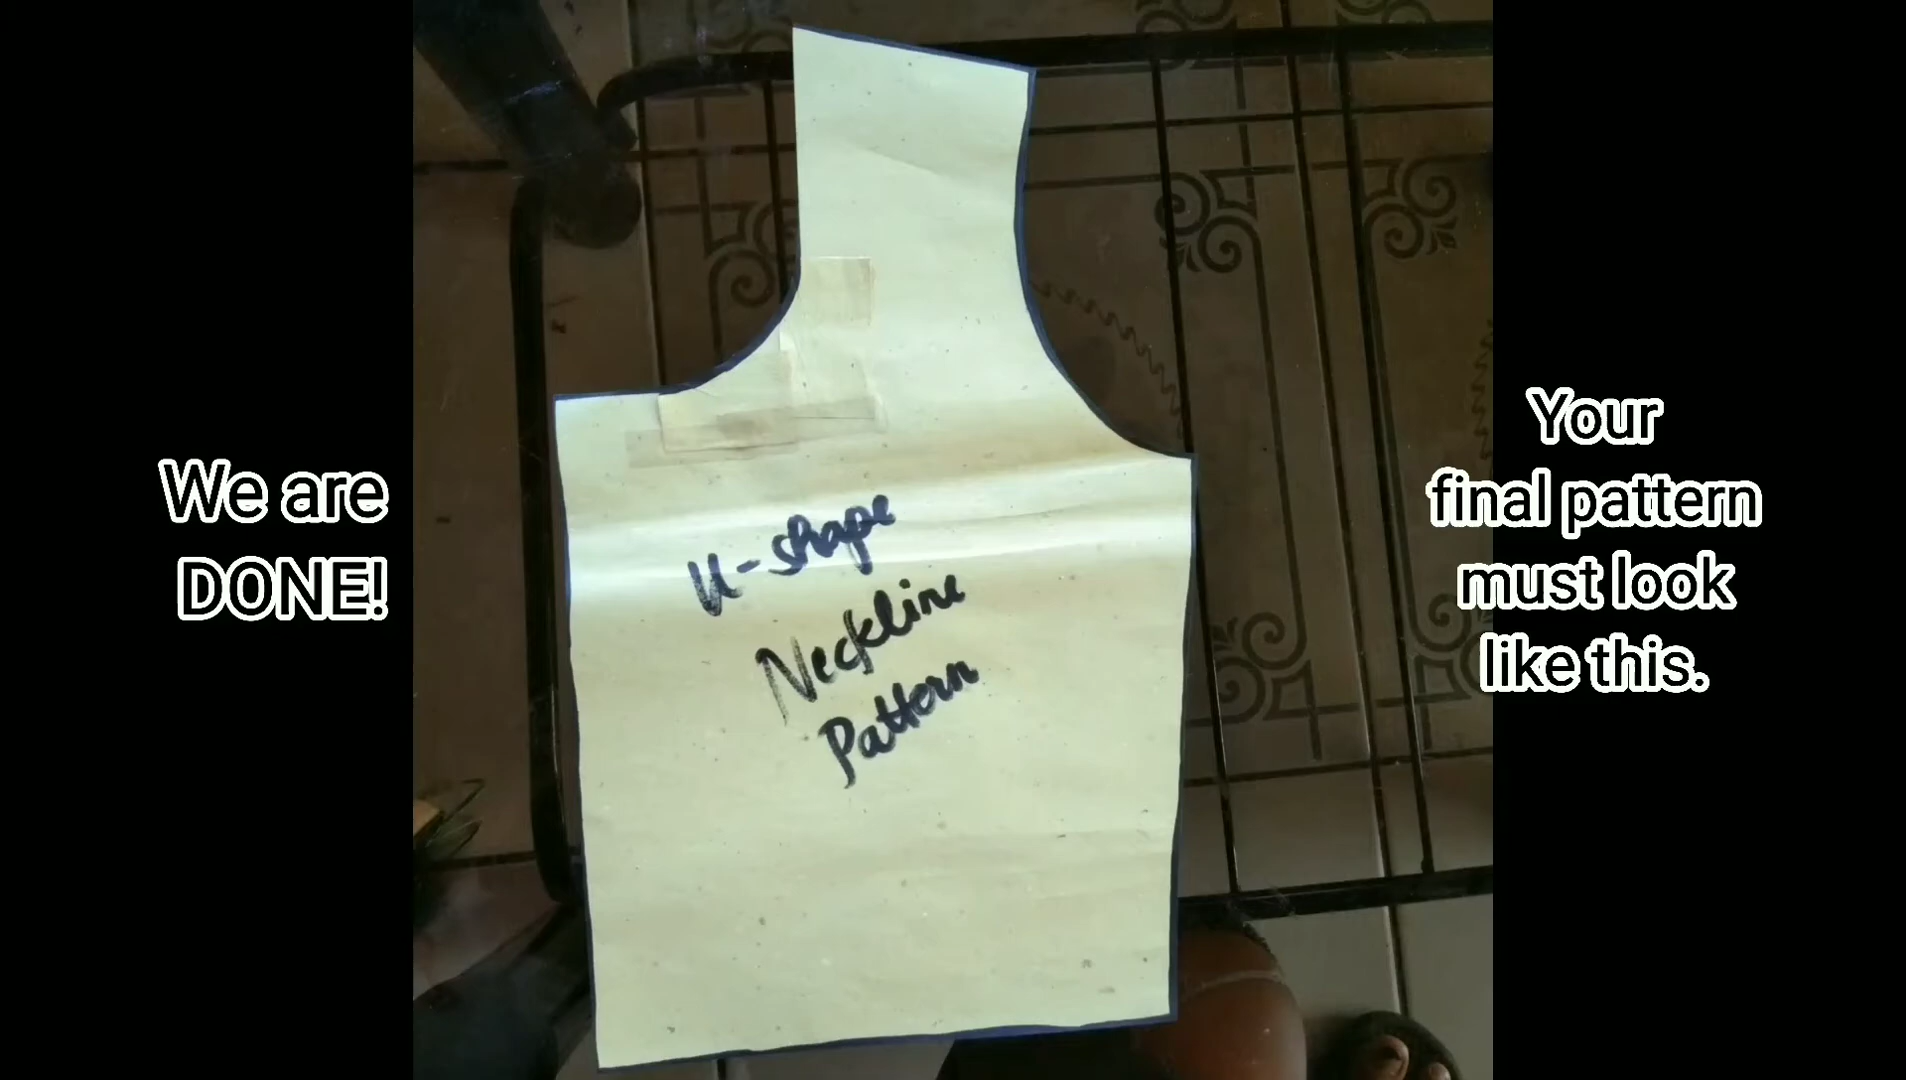 We are
DONE!
U-shape
Neckline
Pattern
Your
final pattern
must look
like this.